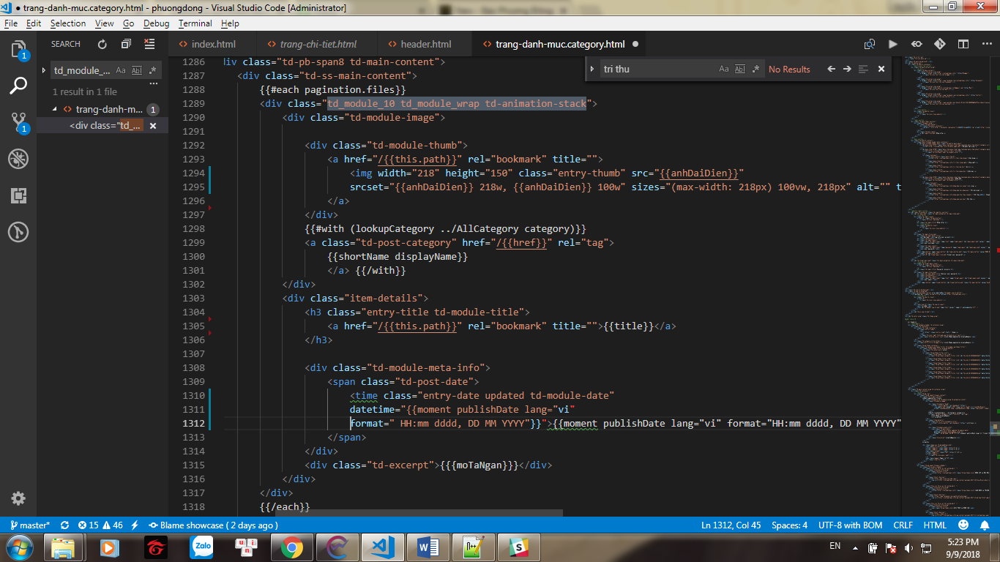 ● trang-danh-muc.category.html - phuongdong - Visual Studio Code [Administrator]
File Edit Selection View Go Debug Terminal Help
SEARCH
index.html
trang-chi-tiet.html
header.html
trang-danh-muc.category.html
td_module_... Aa Abl .*
1 result in 1 file
trang-danh-m... 1
<div class="td_...
tri thu Aa Abl .* No Results
1286 liv class="td-pb-span8 td-main-content">
1287 <div class="td-ss-main-content">
1288 {{#each pagination.files}}
1289 <div class="td_module_10 td_module_wrap td-animation-stack">
1290 <div class="td-module-image">
1291
1292 <div class="td-module-thumb">
1293 <a href="/{{this.path}}" rel="bookmark" title="">
1294 <img width="218" height="150" class="entry-thumb" src="{{anhDaiDien}}"
1295 srcset="{{anhDaiDien}} 218w, {{anhDaiDien}} 100w" sizes="(max-width: 218px) 100vw, 218px" alt="" t
1296 </a>
1297 </div>
1298 {{#with (lookupCategory ../AllCategory category)}}
1299 <a class="td-post-category" href="/{{href}}" rel="tag">
1300 {{shortName displayName}}
1301 </a> {{/with}}
1302 </div>
1303 <div class="item-details">
1304 <h3 class="entry-title td-module-title">
1305 <a href="/{{this.path}}" rel="bookmark" title="">{{title}}</a>
1306 </h3>
1307
1308 <div class="td-module-meta-info">
1309 <span class="td-post-date">
1310 <time class="entry-date updated td-module-date"
1311 datetime="{{moment publishDate lang="vi"
1312 format=" HH:mm dddd, DD MM YYYY"}}">{{moment publishDate lang="vi" format="HH:mm dddd, DD MM YYYY"
1313 </span>
1314 </div>
1315 <div class="td-excerpt">{{{moTaNgan}}}</div>
1316 </div>
1317 </div>
1318 {{/each}}
1
1
master* 15 46 Blame showcase ( 2 days ago )
Ln 1312, Col 45 Spaces: 4 UTF-8 with BOM CRLF HTML
Zalo
EN
5:23 PM
9/9/2018